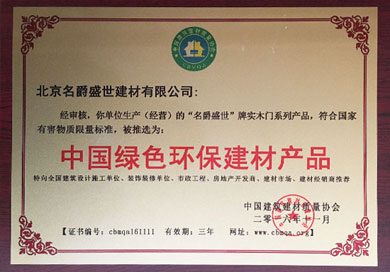 北京名爵盛世建材有限公司:
经审核,你单位生产(经营)的“名爵盛世”牌实木门系列产品,符合国家
有害物质限量标准,被推选为:
中国绿色环保建材产品
特向全国建筑设计施工单位、装饰装修单位、市政工程、房地产开发商、建材市场、建材经销商推荐
中国建筑建材质量协会
二〇一六年十一月
【证书编号:cbmqa161111 有效期:三年 网址:www.cbmqa.org】